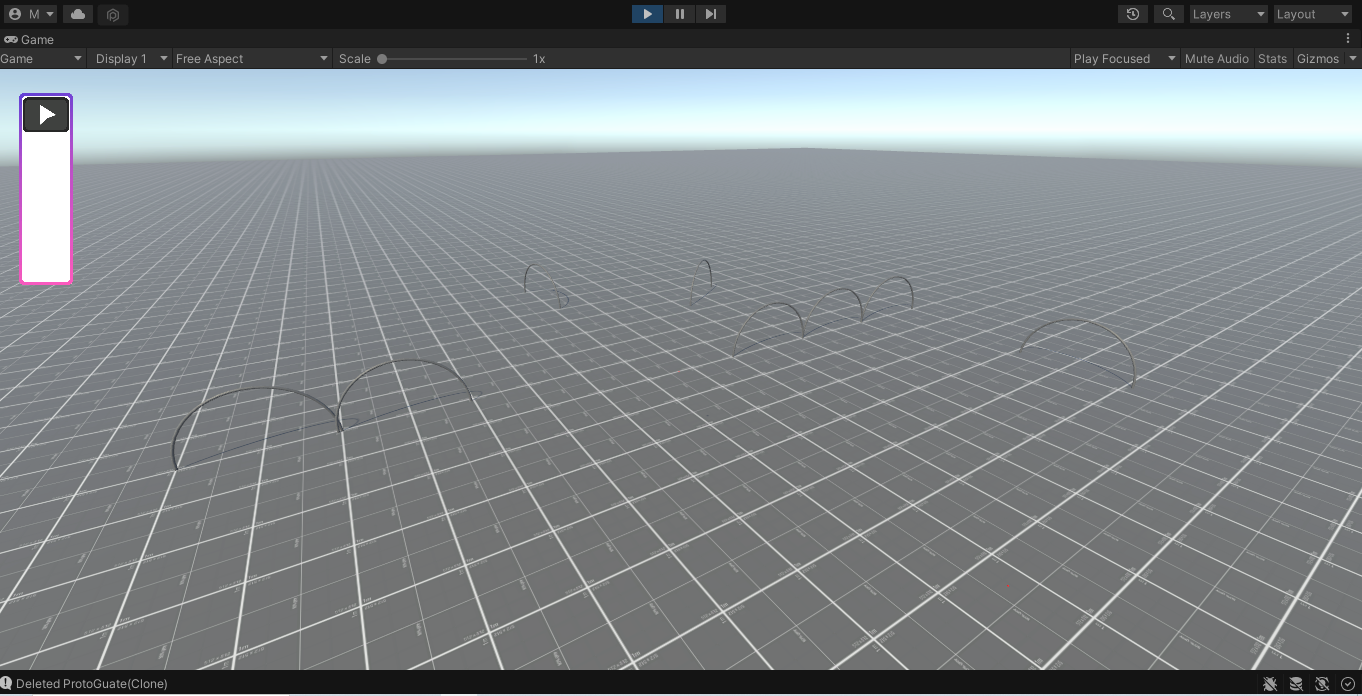 M
Layers
Layout
Game
Game
Display 1
Free Aspect
Scale
1x
Play Focused
Mute Audio
Stats
Gizmos
Deleted ProtoGuate(Clone)